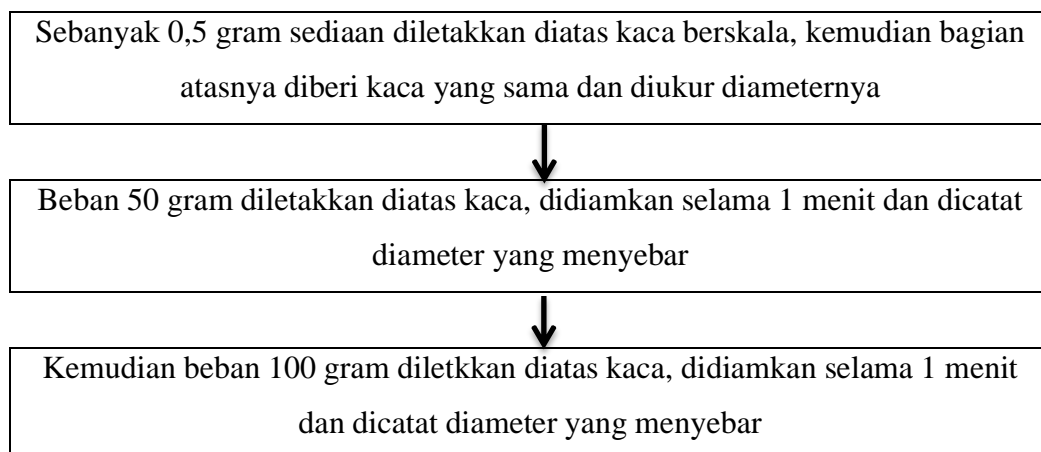 Sebanyak 0,5 gram sediaan diletakkan diatas kaca berskala, kemudian bagian
atasnya diberi kaca yang sama dan diukur diameternya
Beban 50 gram diletakkan diatas kaca, didiamkan selama 1 menit dan dicatat
diameter yang menyebar
Kemudian beban 100 gram diletkkan diatas kaca, didiamkan selama 1 menit
dan dicatat diameter yang menyebar